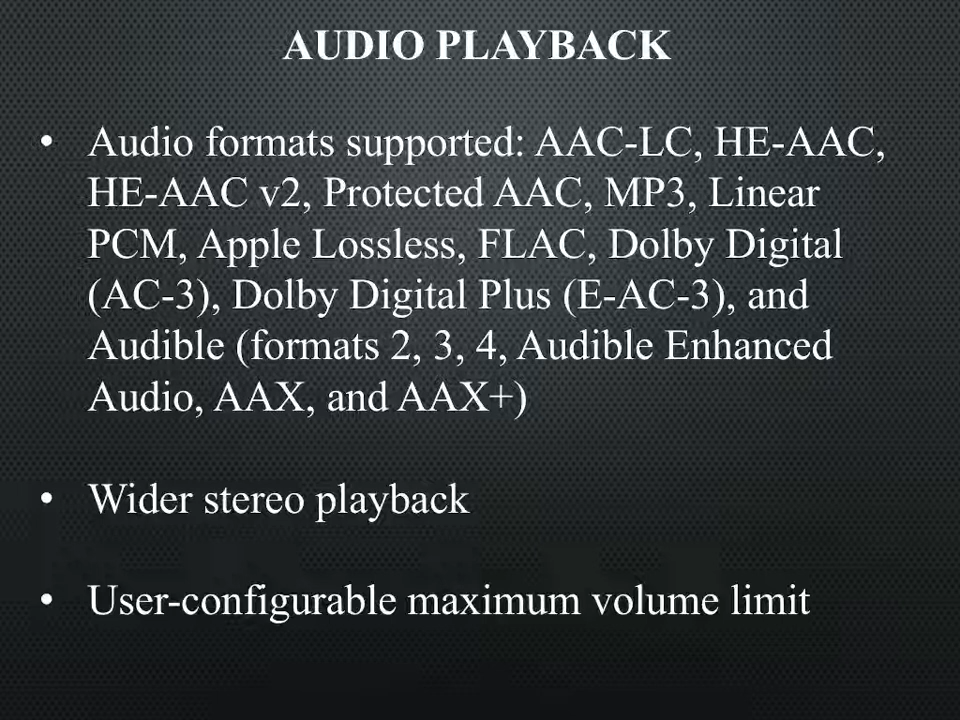 AUDIO PLAYBACK
• Audio formats supported: AAC-LC, HE-AAC,
HE-AAC v2, Protected AAC, MP3, Linear
PCM, Apple Lossless, FLAC, Dolby Digital
(AC-3), Dolby Digital Plus (E-AC-3), and
Audible (formats 2, 3, 4, Audible Enhanced
Audio, AAX, and AAX+)
• Wider stereo playback
• User-configurable maximum volume limit